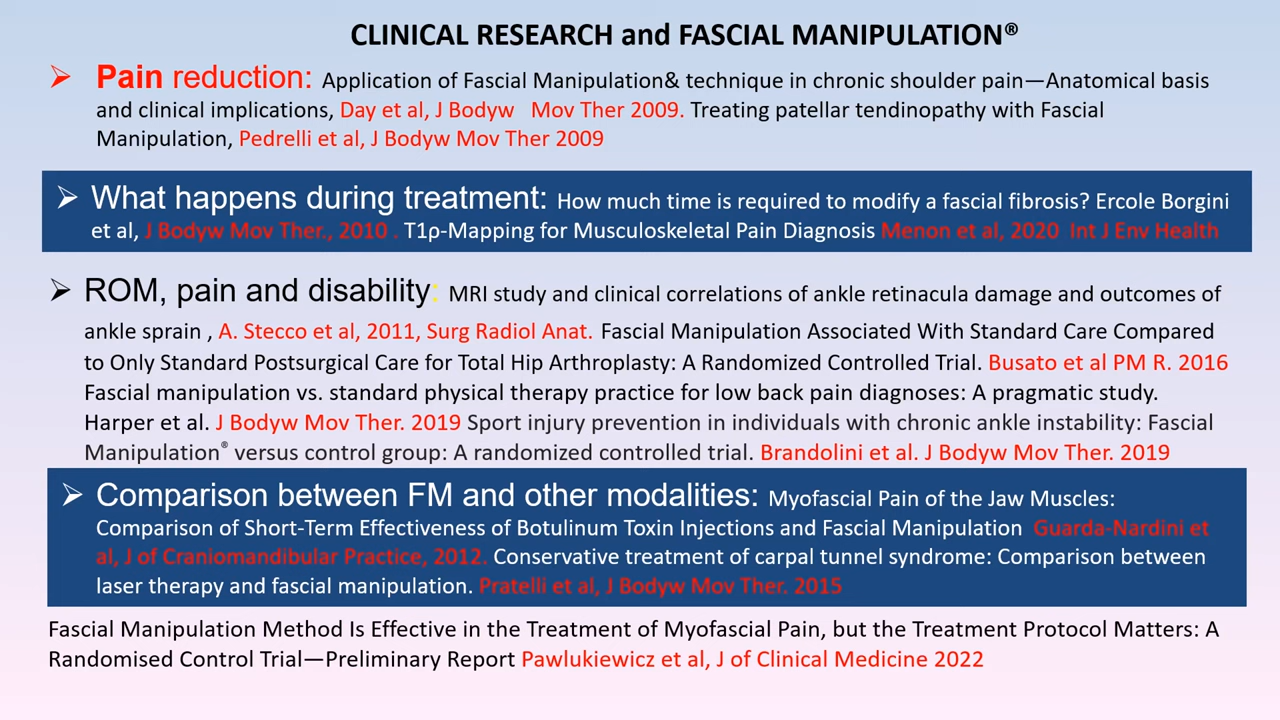 CLINICAL RESEARCH and FASCIAL MANIPULATION®
➢ Pain reduction: Application of Fascial Manipulation& technique in chronic shoulder pain—Anatomical basis
and clinical implications, Day et al, J Bodyw Mov Ther 2009. Treating patellar tendinopathy with Fascial
Manipulation, Pedrelli et al, J Bodyw Mov Ther 2009
➢ What happens during treatment: How much time is required to modify a fascial fibrosis? Ercole Borgini
et al, J Bodyw Mov Ther., 2010 . T1ρ-Mapping for Musculoskeletal Pain Diagnosis Menon et al, 2020 Int J Env Health
➢ ROM, pain and disability: MRI study and clinical correlations of ankle retinacula damage and outcomes of
ankle sprain , A. Stecco et al, 2011, Surg Radiol Anat. Fascial Manipulation Associated With Standard Care Compared
to Only Standard Postsurgical Care for Total Hip Arthroplasty: A Randomized Controlled Trial. Busato et al PM R. 2016
Fascial manipulation vs. standard physical therapy practice for low back pain diagnoses: A pragmatic study.
Harper et al. J Bodyw Mov Ther. 2019 Sport injury prevention in individuals with chronic ankle instability: Fascial
Manipulation® versus control group: A randomized controlled trial. Brandolini et al. J Bodyw Mov Ther. 2019
➢ Comparison between FM and other modalities: Myofascial Pain of the Jaw Muscles:
Comparison of Short-Term Effectiveness of Botulinum Toxin Injections and Fascial Manipulation Guarda-Nardini et
al, J of Craniomandibular Practice, 2012. Conservative treatment of carpal tunnel syndrome: Comparison between
laser therapy and fascial manipulation. Pratelli et al, J Bodyw Mov Ther. 2015
Fascial Manipulation Method Is Effective in the Treatment of Myofascial Pain, but the Treatment Protocol Matters: A
Randomised Control Trial—Preliminary Report Pawlukiewicz et al, J of Clinical Medicine 2022